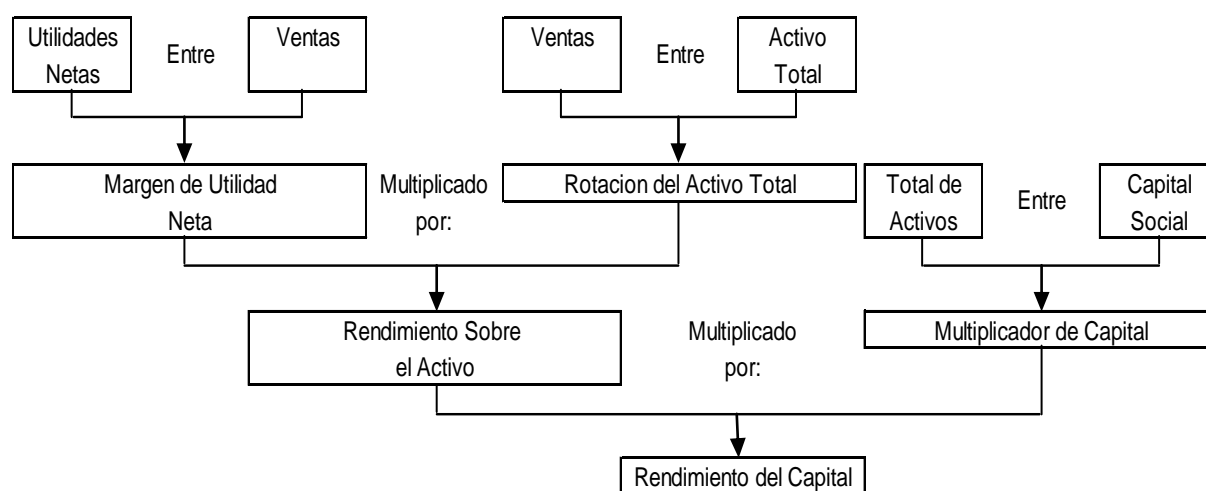 Utilidades
Netas
Entre
Ventas
Ventas
Entre
Activo
Total
Margen de Utilidad
Neta
Multiplicado
por:
Rotacion del Activo Total
Total de
Activos
Entre
Capital
Social
Rendimiento Sobre
el Activo
Multiplicado
por:
Multiplicador de Capital
Rendimiento del Capital